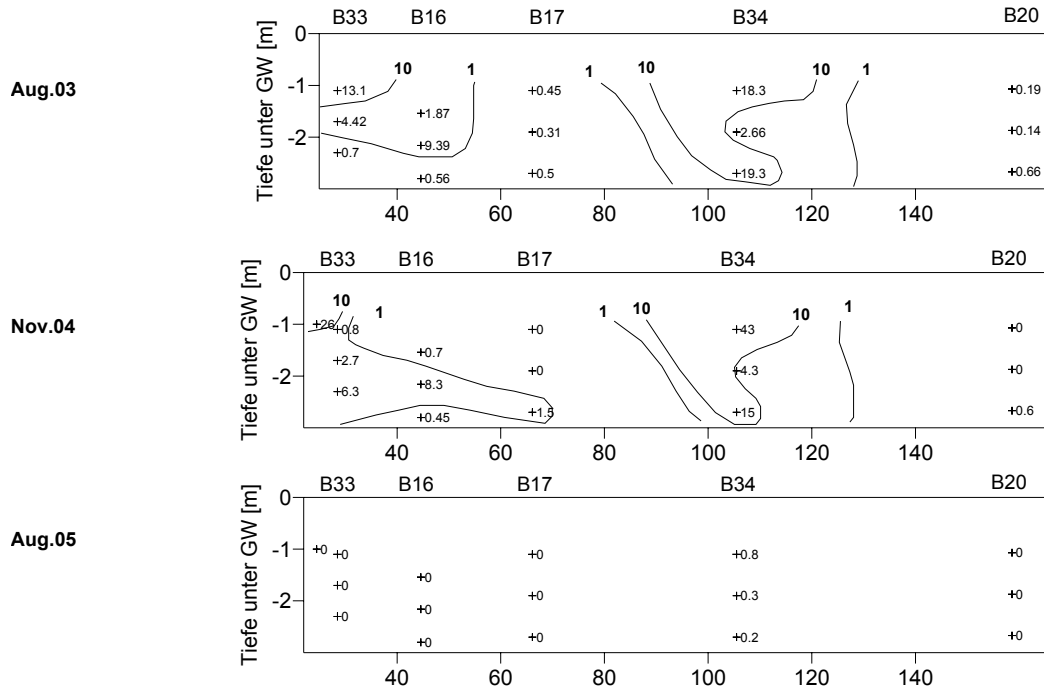 B33 B16 B17 B34 B20
Aug.03
Tiefe unter GW [m]
0
-1
-2
10 1 1 10 10 1
+13.1 +0.45 +18.3 +0.19
+1.87
+4.42 +0.31 +2.66 +0.14
+9.39
+0.7 +0.5 +19.3 +0.66
+0.56
40 60 80 100 120 140
B33 B16 B17 B34 B20
Nov.04
Tiefe unter GW [m]
0
-1
-2
10 1 1 10 10 1
+26 +0.8 +0 +43 +0
+0.7
+2.7 +0 +4.3 +0
+8.3
+6.3 +1.5 +15 +0.6
+0.45
40 60 80 100 120 140
B33 B16 B17 B34 B20
Aug.05
Tiefe unter GW [m]
0
-1
-2
+0 +0 +0 +0.8 +0
+0
+0 +0 +0.3 +0
+0
+0 +0 +0.2 +0
+0
40 60 80 100 120 140